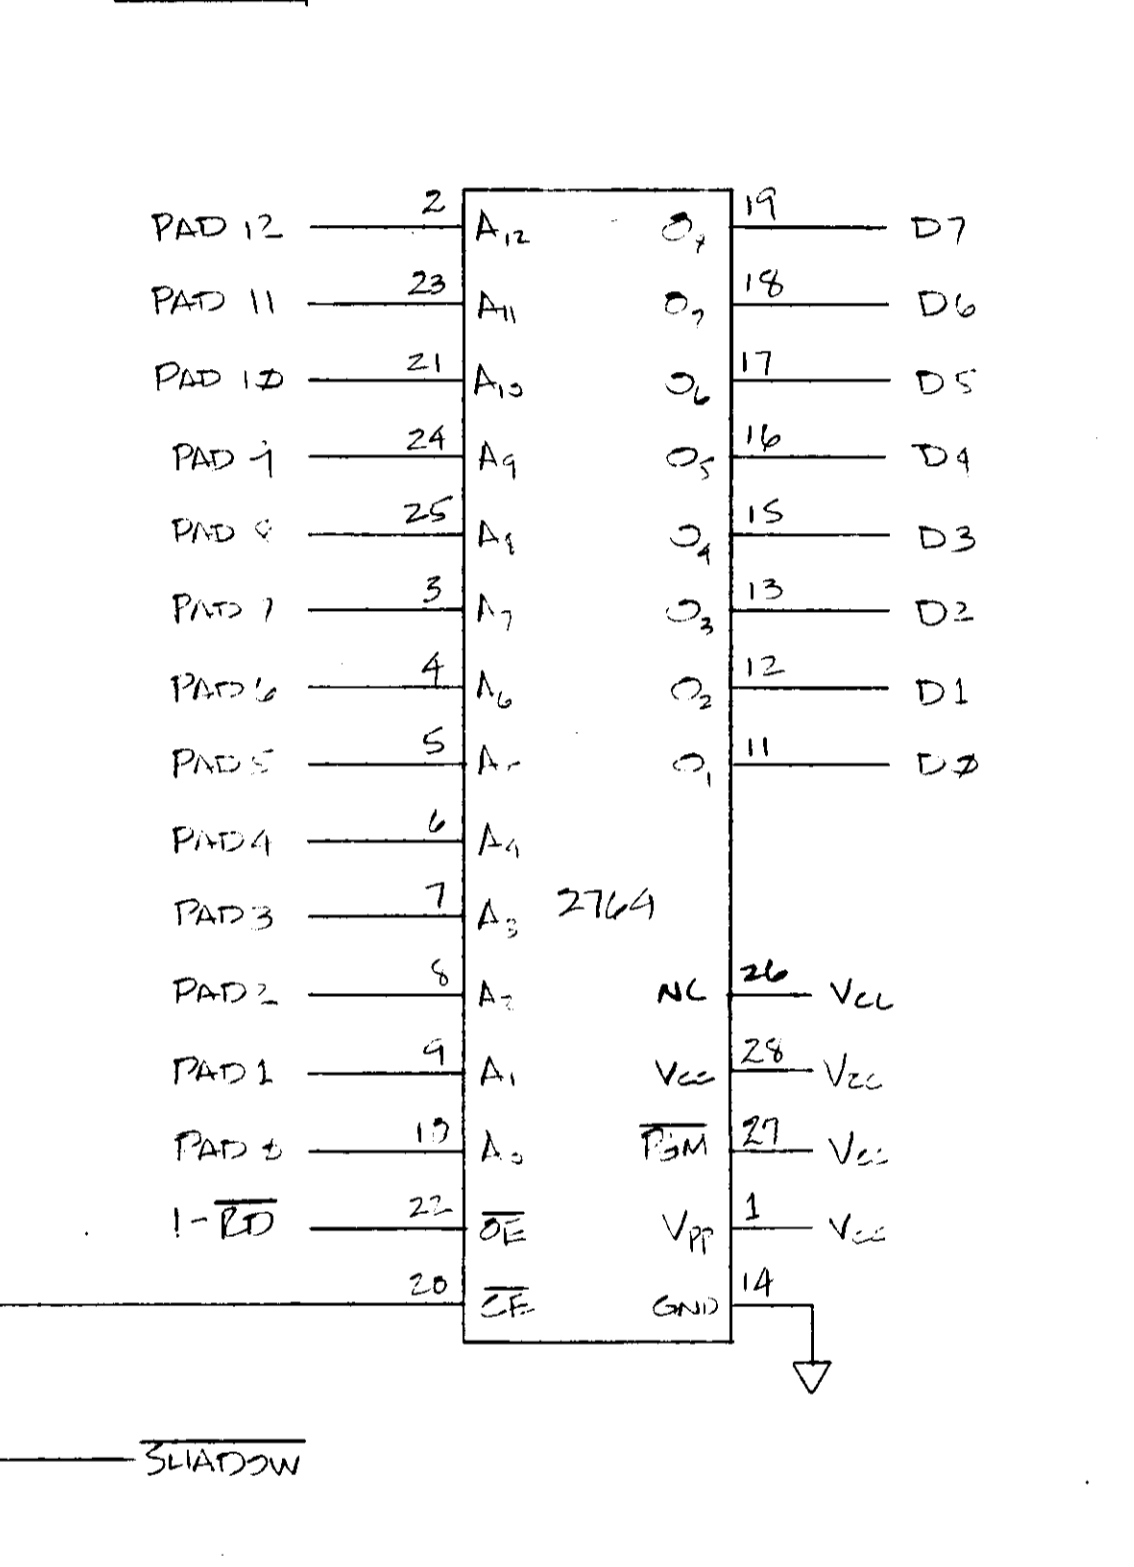 PAD 12 2 A12 O7 19 D7
PAD 11 23 A11 O7 18 D6
PAD 10 21 A10 O6 17 D5
PAD 9 24 A9 O5 16 D4
PAD 8 25 A8 O4 15 D3
PAD 7 3 A7 O3 13 D2
PAD 6 4 A6 O2 12 D1
PAD 5 5 A5 O1 11 D0
PAD 4 6 A4
PAD 3 7 A3 2764
PAD 2 8 A2 NC 26 Vcc
PAD 1 9 A1 Vcc 28 Vcc
PAD 0 10 A0 PGM 27 Vcc
1-RD 22 OE VPP 1 Vcc
20 CE GND 14
SHADOW